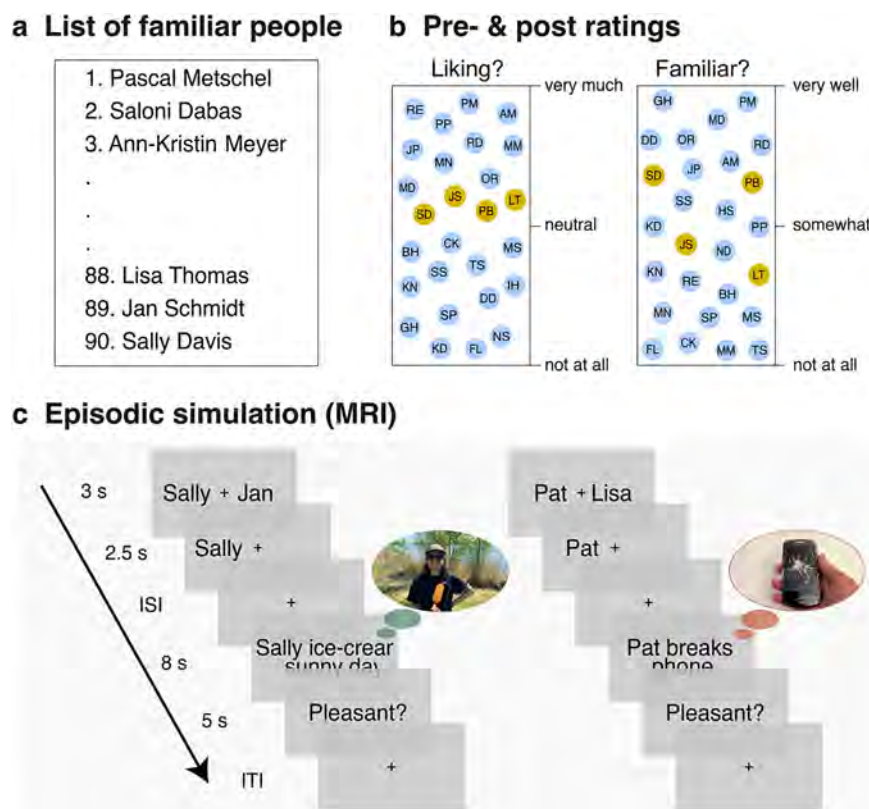 a List of familiar people
1. Pascal Metschel
2. Saloni Dabas
3. Ann-Kristin Meyer
.
.
.
88. Lisa Thomas
89. Jan Schmidt
90. Sally Davis
b Pre- & post ratings
Liking?
very much
RE
PM
AM
PP
JP
RD
MM
MN
OR
MD
JS
LT
SD
PB
neutral
BH
CK
MS
SS
TS
KN
IH
DD
SP
GH
NS
KD
FL
not at all
Familiar?
very well
GH
PM
MD
DD
OR
RD
AM
JP
SD
PB
SS
HS
KD
PP
somewhat
JS
ND
KN
LT
RE
BH
MN
SP
MS
CK
FL
MM
TS
not at all
c Episodic simulation (MRI)
3 s
Sally + Jan
Pat + Lisa
2.5 s
Sally +
Pat +
ISI
+
+
8 s
Sally ice-crear
sunny day
Pat breaks
phone
5 s
Pleasant?
Pleasant?
ITI
+
+